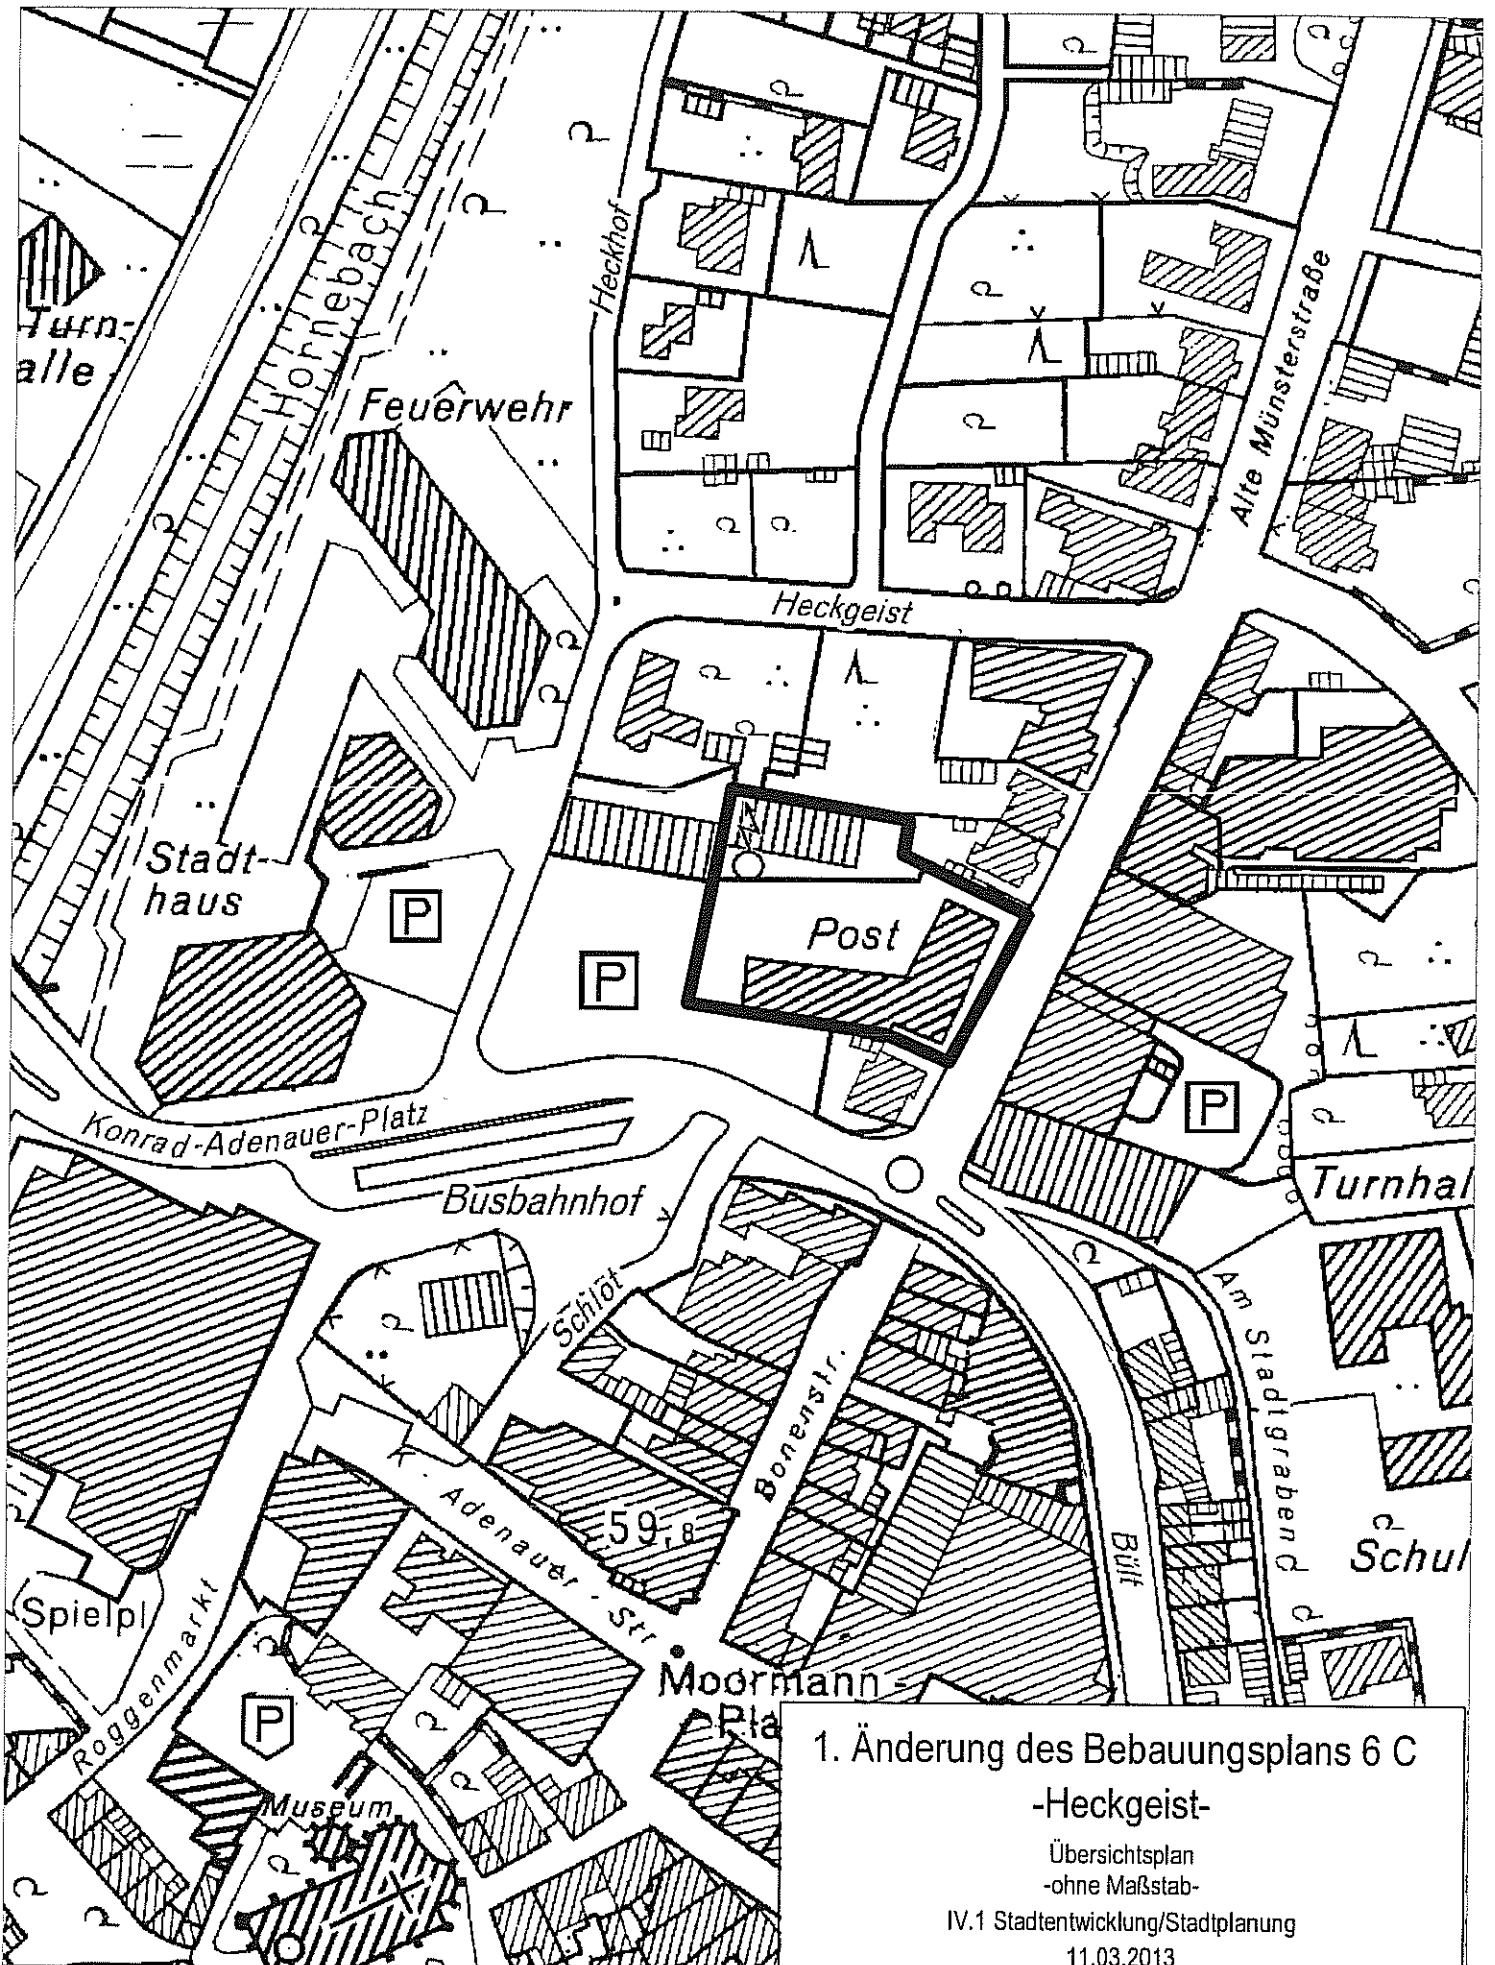 Hornebach
Heckhof
Turn-
alle
Feuerwehr
Alte Münsterstraße
Heckgeist
Stadt-
haus
P
P
Post
P
Konrad-Adenauer-Platz
Busbahnhof
Turnhal
Schlöt
Am Stadtgraben
Bonenstr.
K.-Adenauer-Str.
59,8
Bült
Schul
Spielpl
Roggenmarkt
P
Moormann-
Pla
Museum
1. Änderung des Bebauungsplans 6 C
-Heckgeist-
Übersichtsplan
-ohne Maßstab-
IV.1 Stadtentwicklung/Stadtplanung
11.03.2013